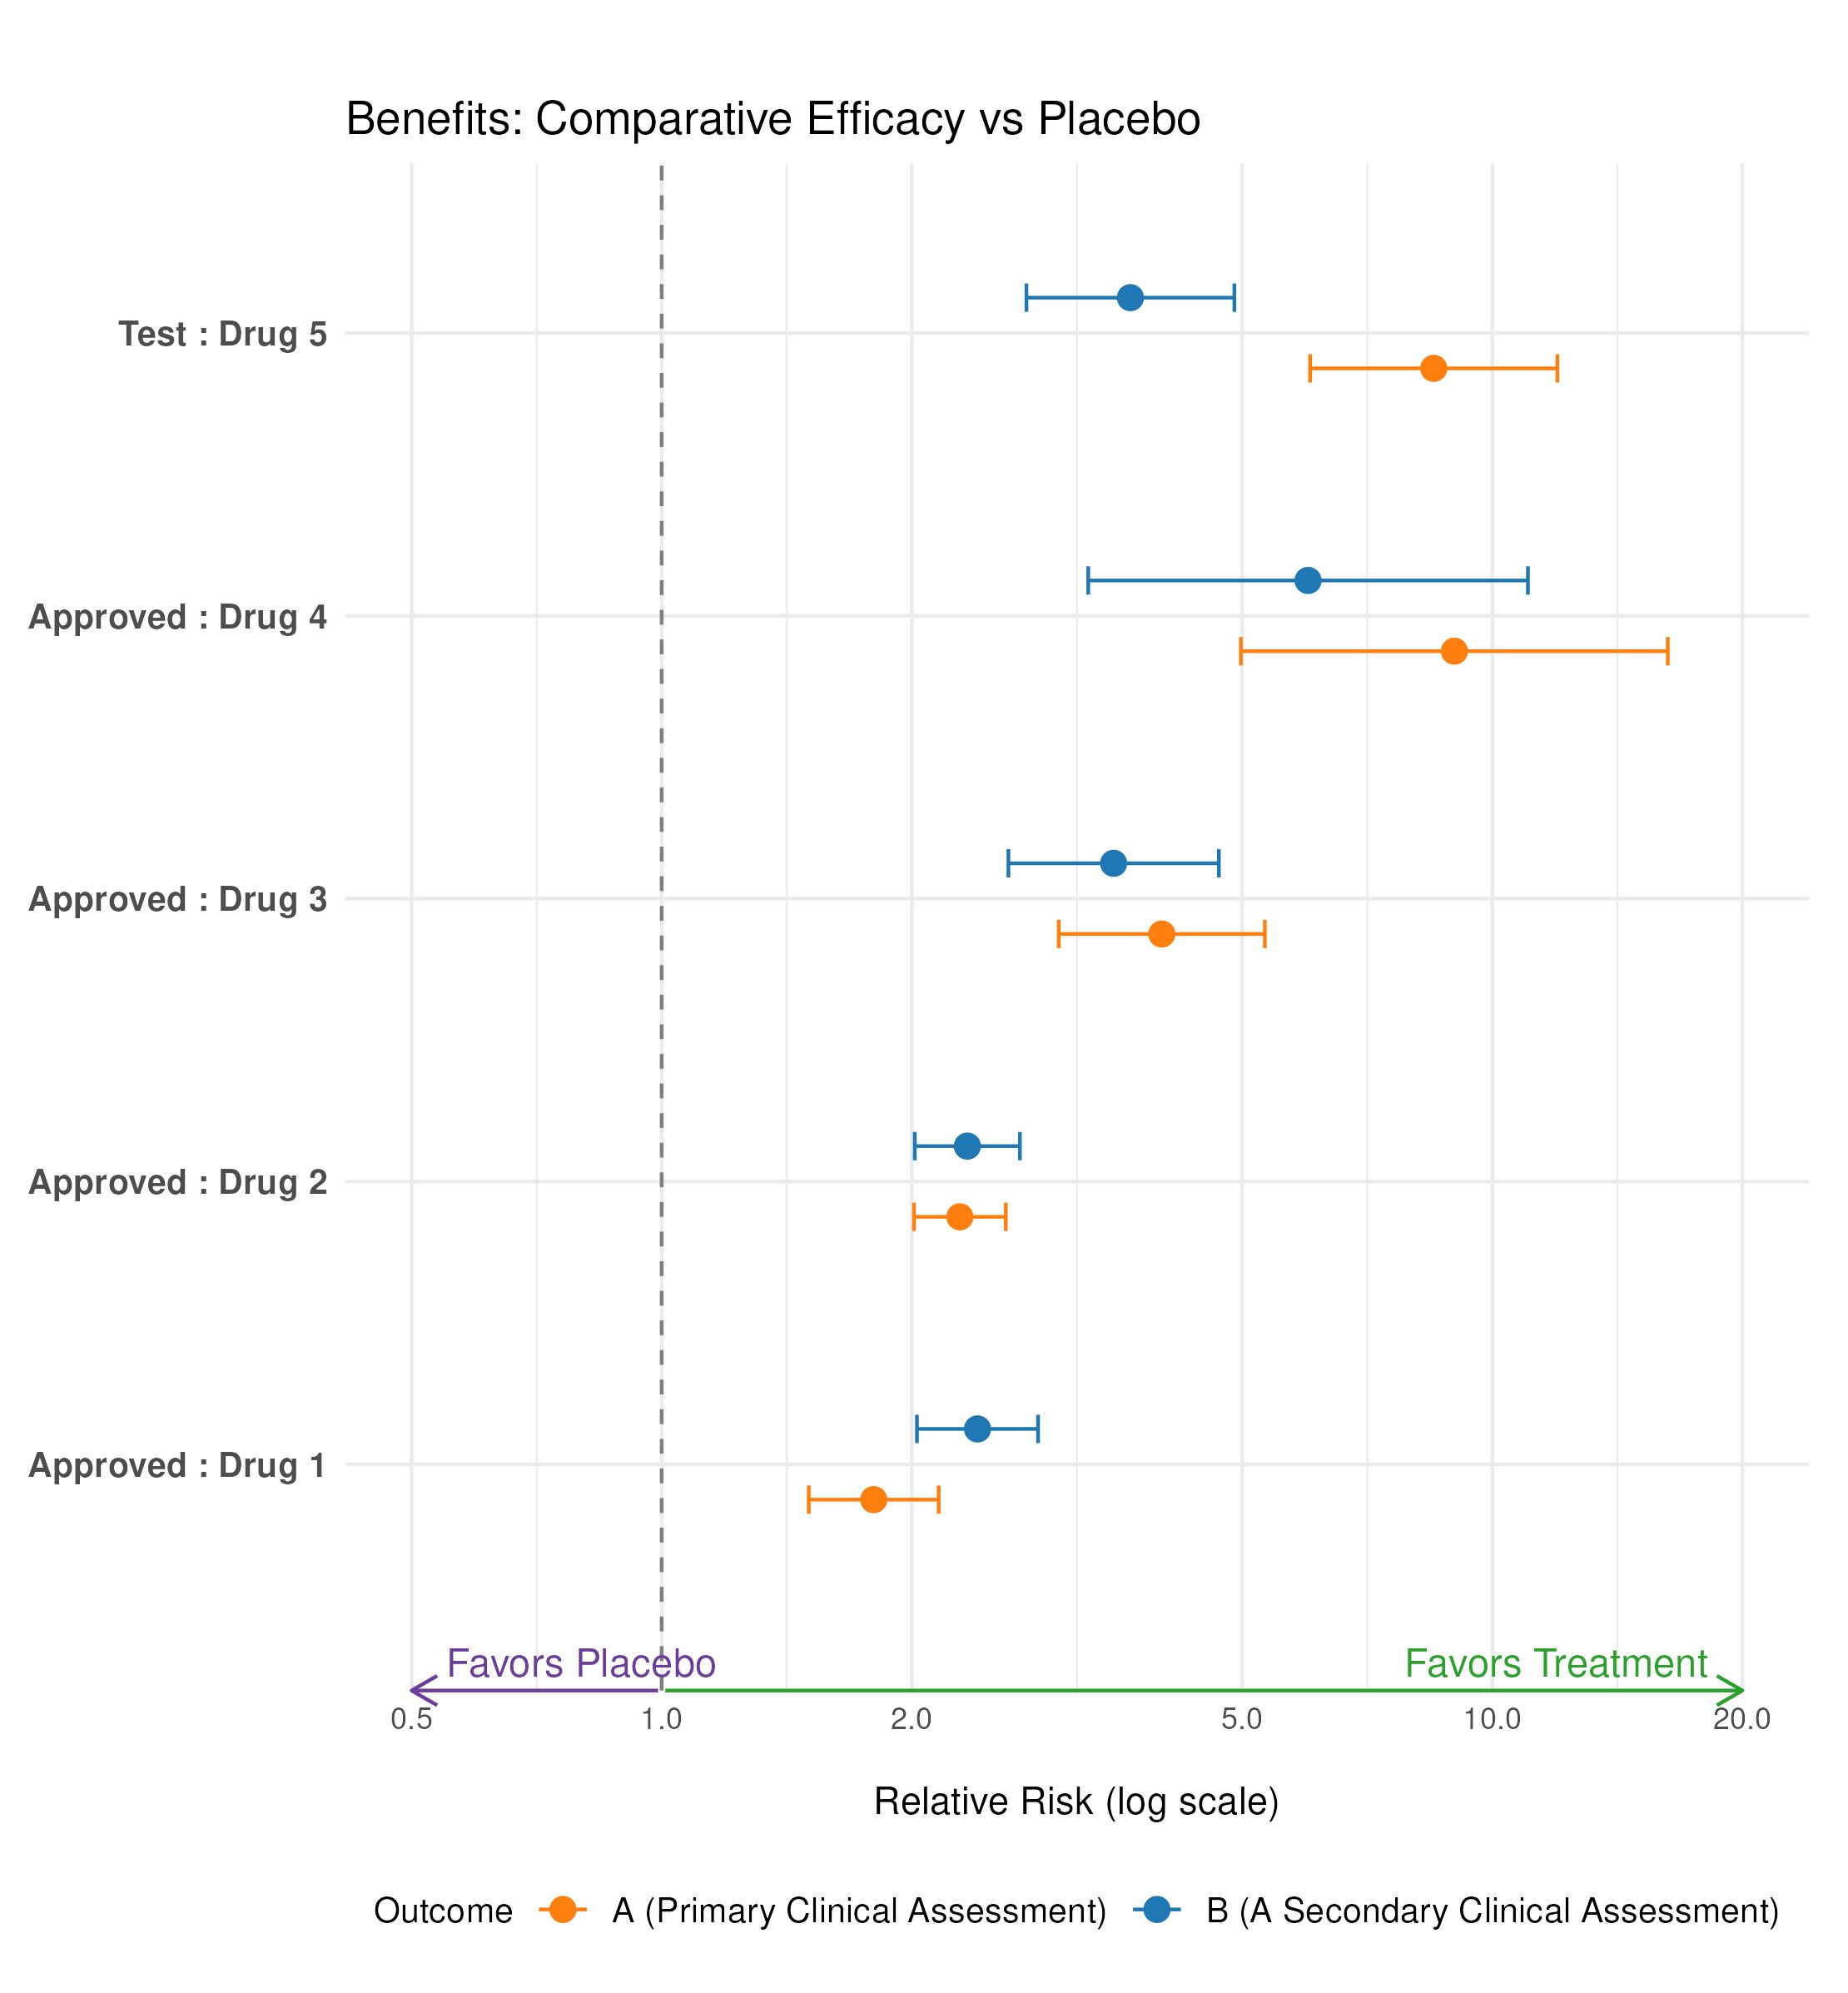 Benefits: Comparative Efficacy vs Placebo
Test : Drug 5
Approved : Drug 4
Approved : Drug 3
Approved : Drug 2
Approved : Drug 1
Favors Placebo Favors Treatment
0.5 1.0 2.0 5.0 10.0 20.0
Relative Risk (log scale)
Outcome A (Primary Clinical Assessment) B (A Secondary Clinical Assessment)